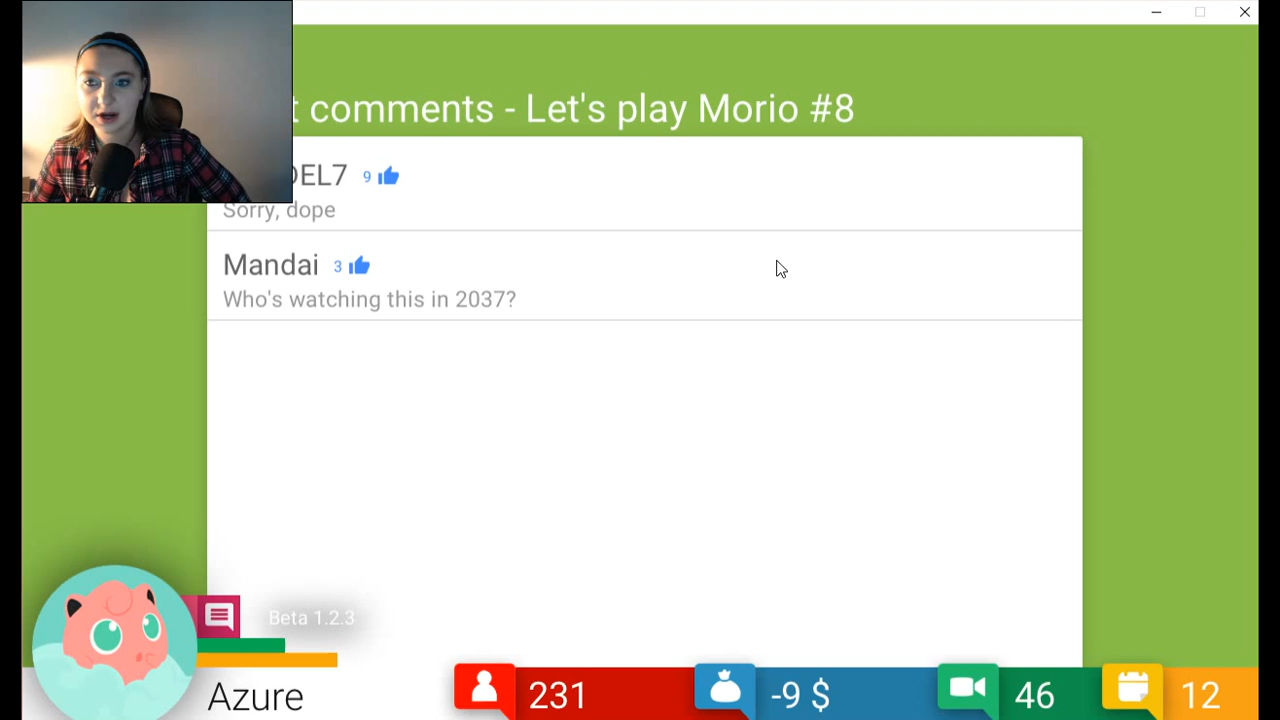 t comments - Let's play Morio #8
DEL7 9
Sorry, dope
Mandai 3
Who's watching this in 2037?
Beta 1.2.3
Azure
231
-9 $
46
12